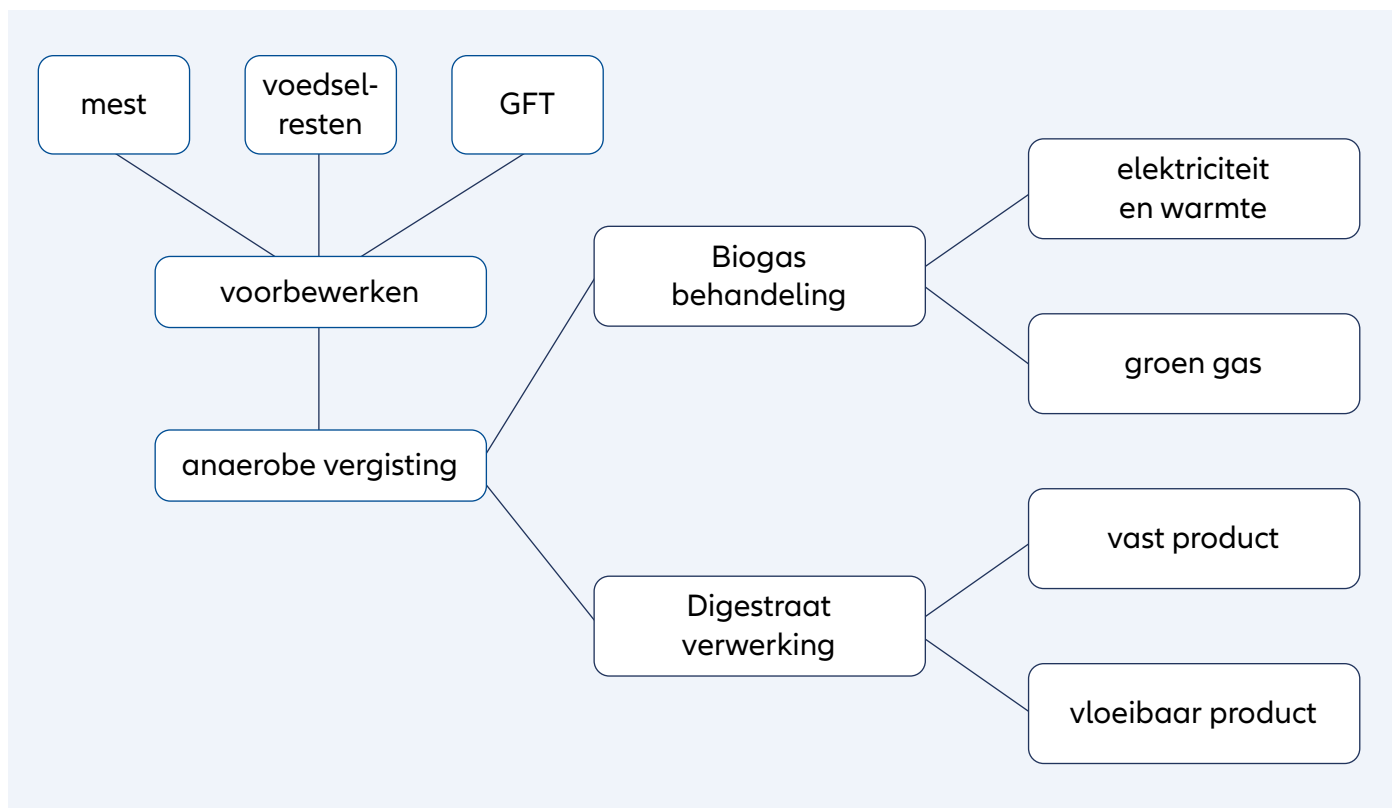 mest
voedsel-
resten
GFT
voorbewerken
anaerobe vergisting
Biogas
behandeling
Digestraat
verwerking
elektriciteit
en warmte
groen gas
vast product
vloeibaar product